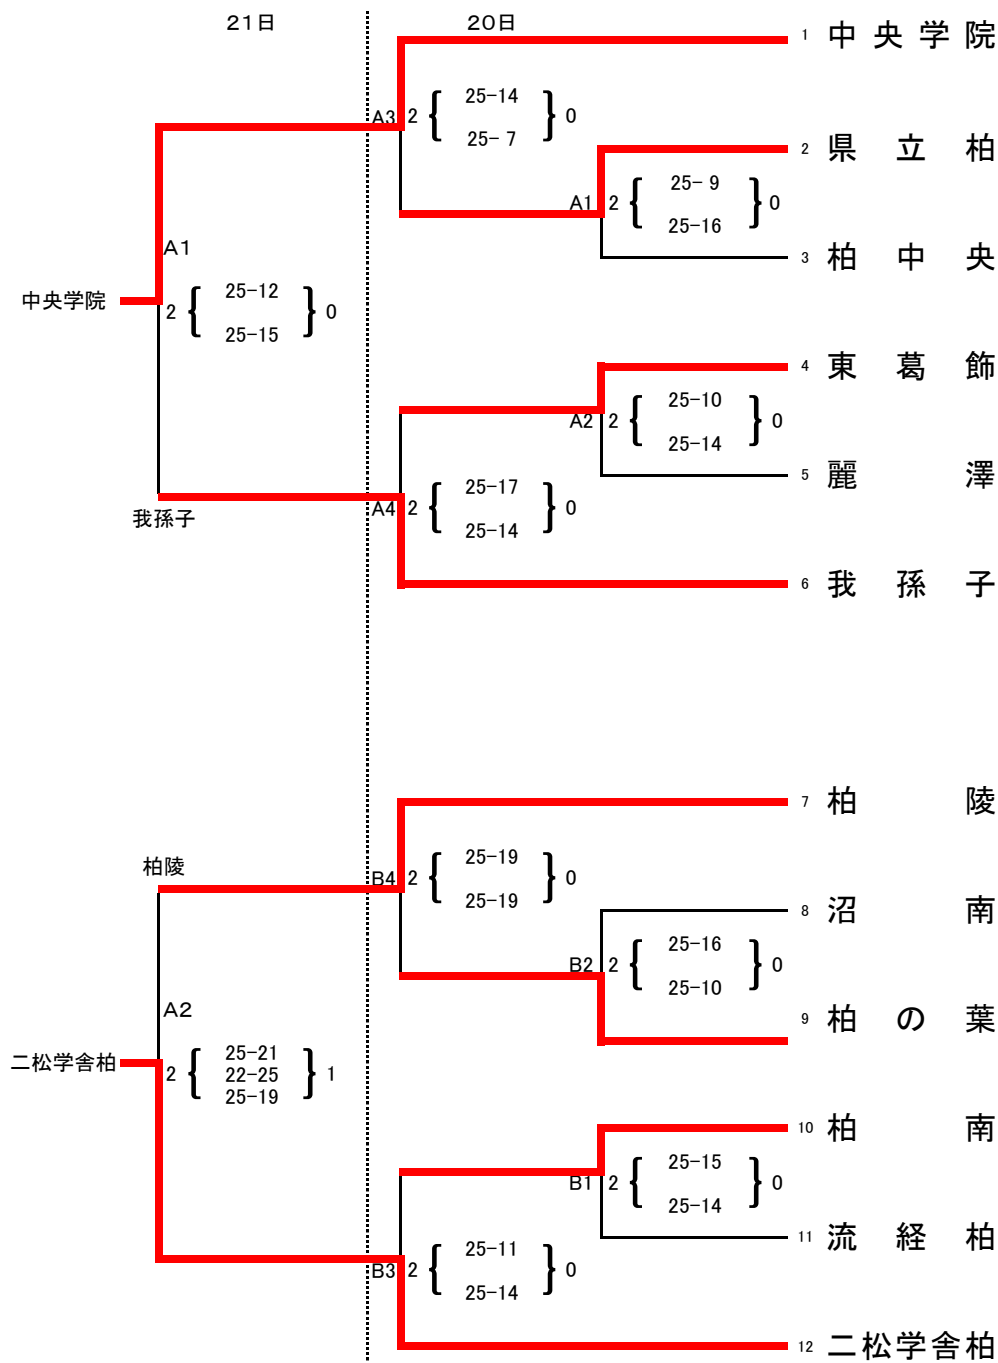 21日 20日
1 中央学院
A3 2 { 25-14 } 0
25- 7
2 県立柏
A1 2 { 25- 9 } 0
25-16
3 柏中央
A1
中央学院 2 { 25-12 } 0
25-15
4 東葛飾
A2 2 { 25-10 } 0
25-14
5 麗澤
A4 2 { 25-17 } 0
25-14
我孫子
6 我孫子
7 柏陵
柏陵
B4 2 { 25-19 } 0
25-19
8 沼南
B2 2 { 25-16 } 0
25-10
9 柏の葉
A2
二松学舎柏 2 { 25-21 } 1
22-25
25-19
10 柏南
B1 2 { 25-15 } 0
25-14
11 流経柏
B3 2 { 25-11 } 0
25-14
12 二松学舎柏